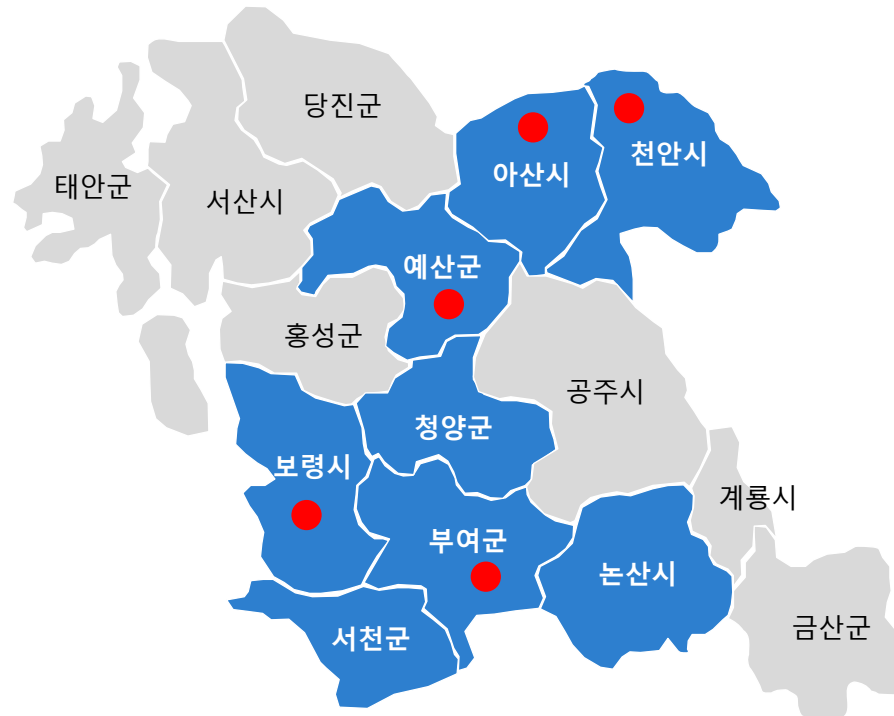 당진군
아산시
천안시
태안군
서산시
예산군
홍성군
공주시
청양군
보령시
계룡시
부여군
논산시
서천군
금산군